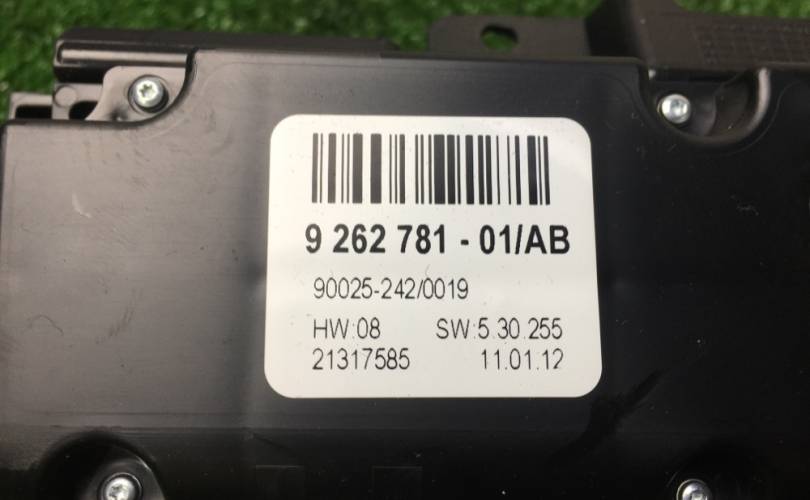 9 262 781 - 01/AB
90025-242/0019
HW:08 SW:5.30.255
21317585 11.01.12